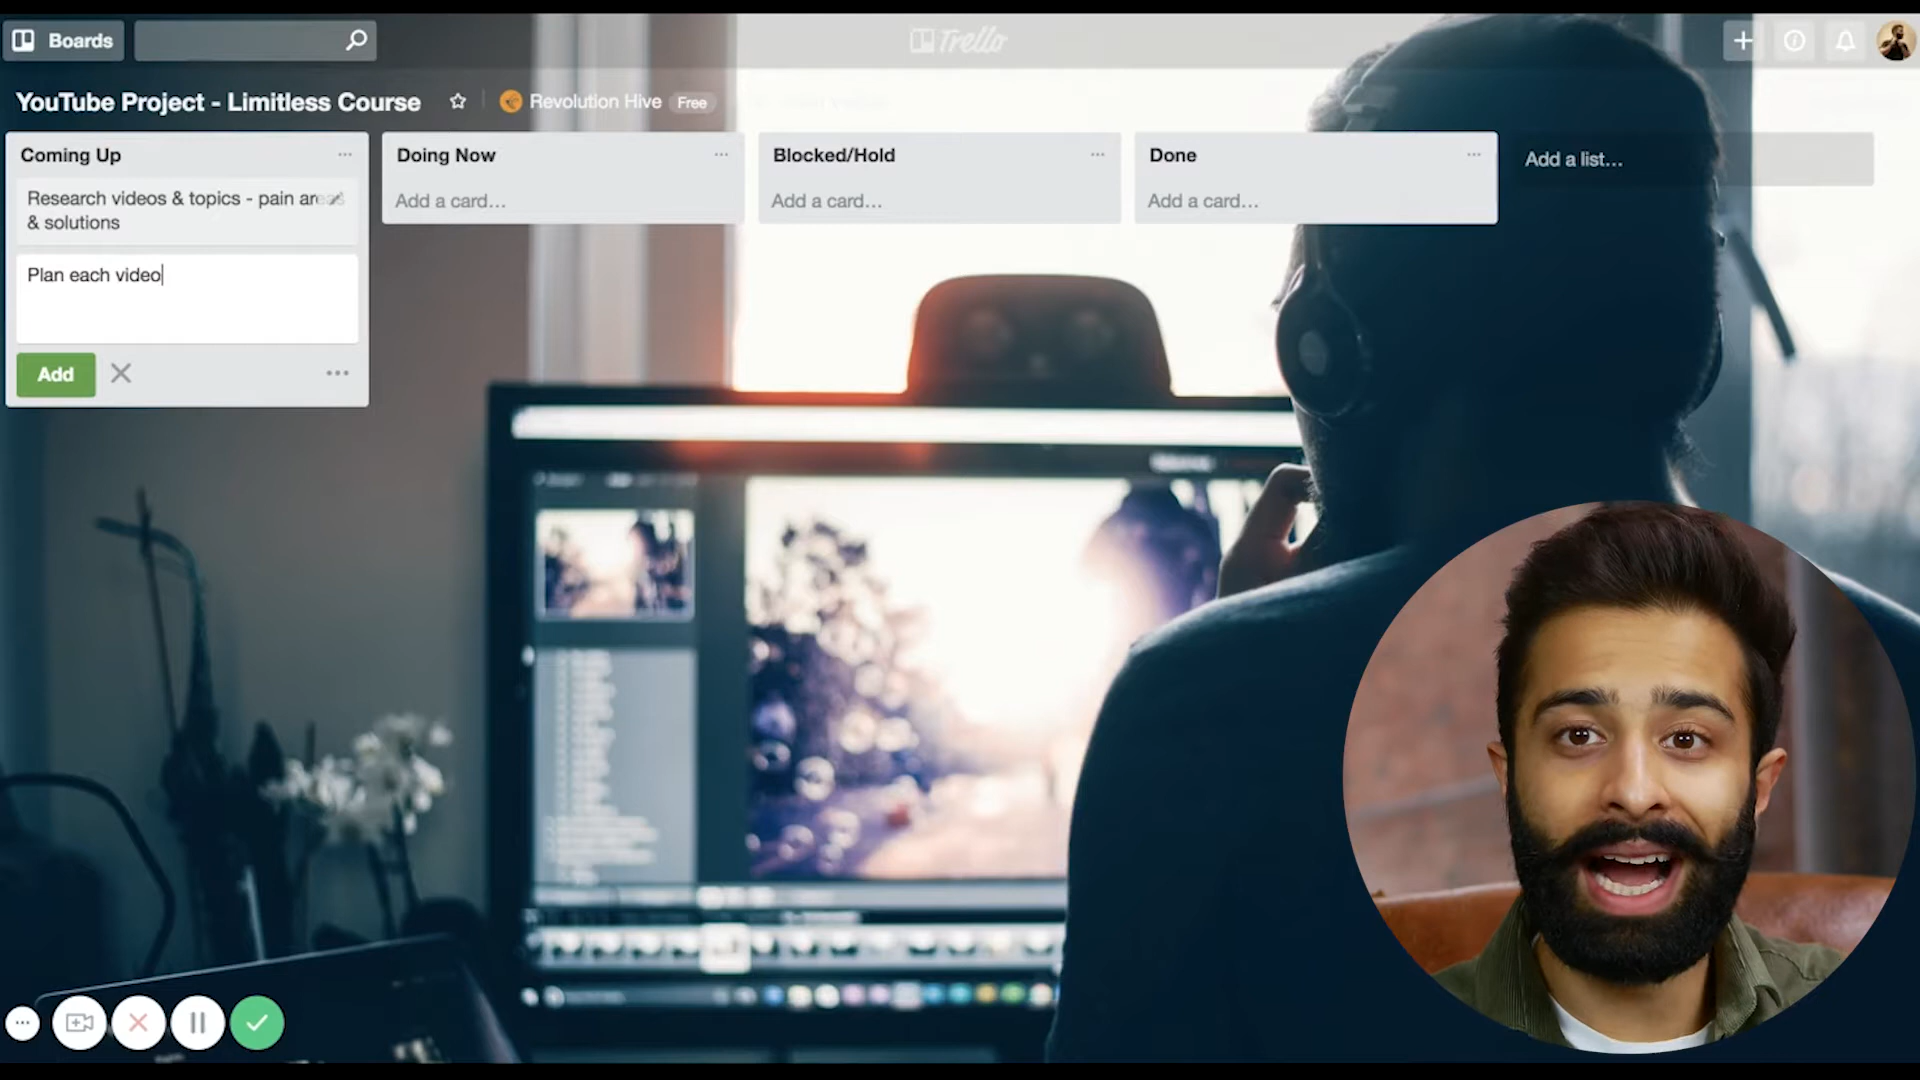 Boards
Trello
YouTube Project - Limitless Course
Revolution Hive Free
Coming Up
Research videos & topics - pain areas
& solutions
Plan each video
Add
Doing Now
Add a card...
Blocked/Hold
Add a card...
Done
Add a card...
Add a list...